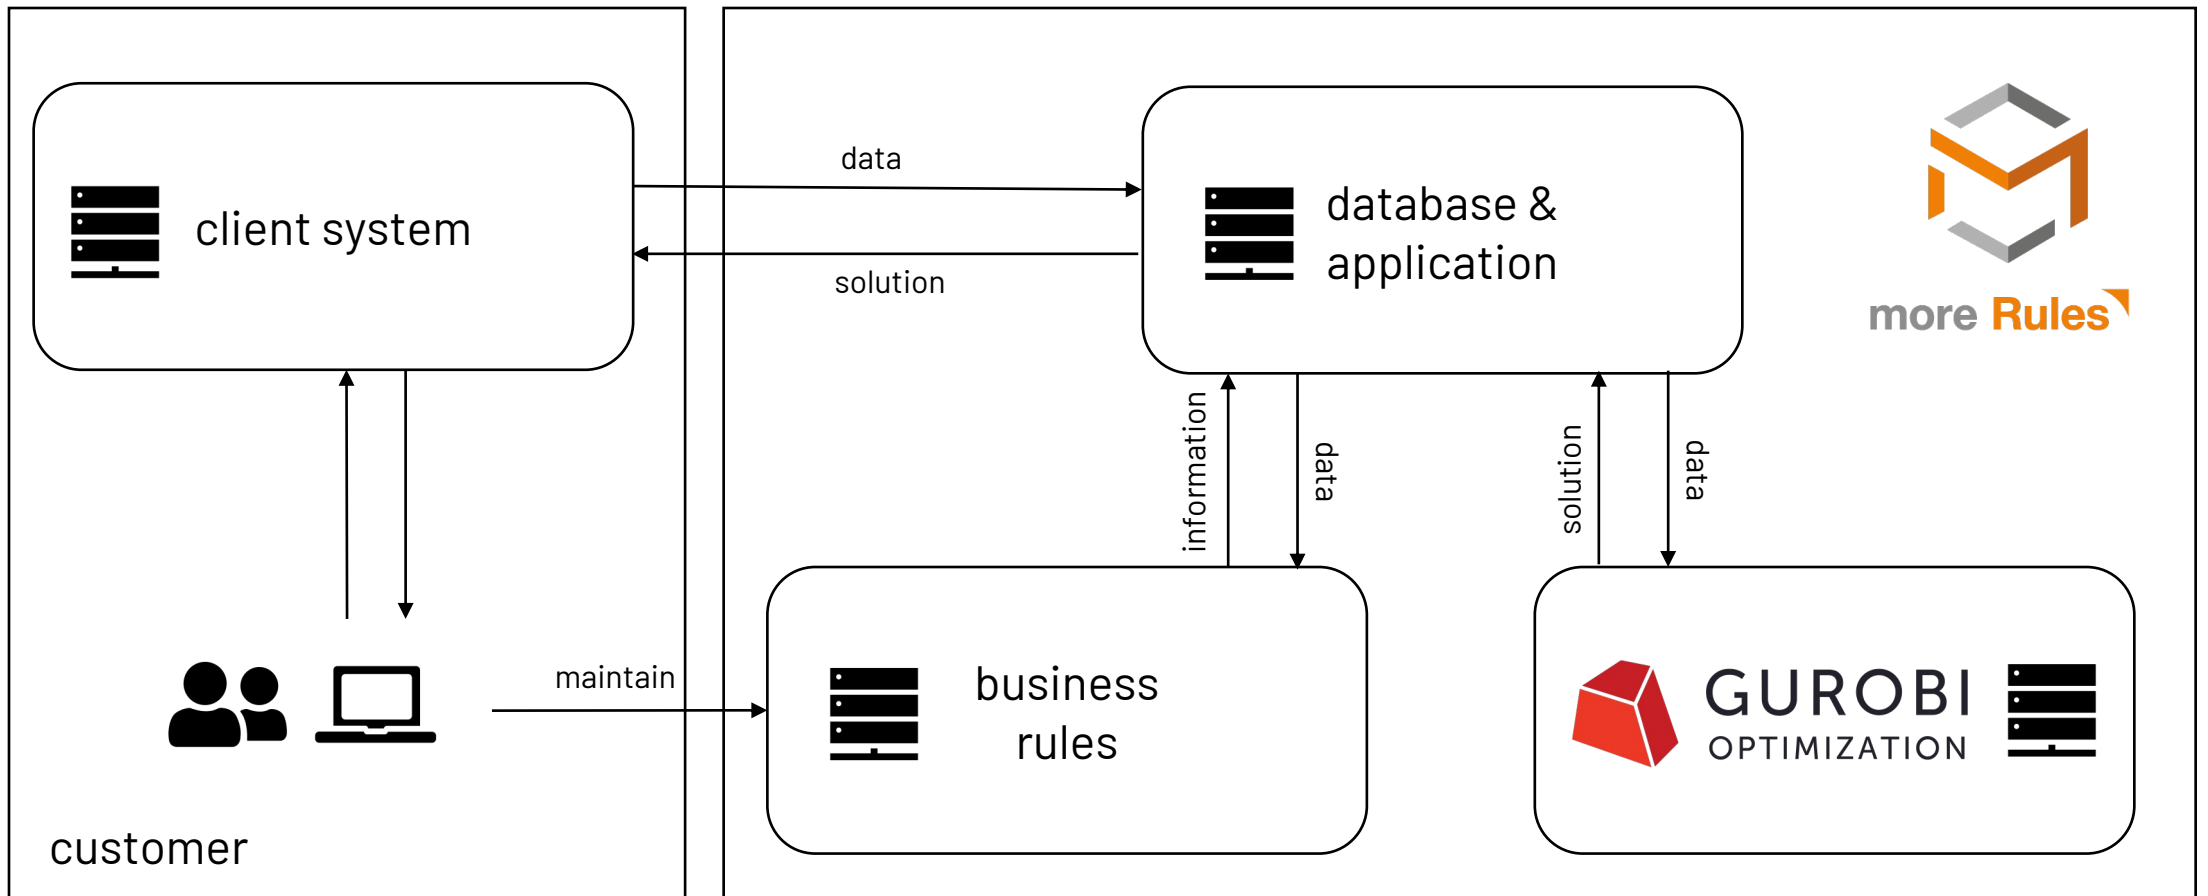 client system
data
solution
database &
application
more Rules
information
data
solution
data
maintain
business
rules
GUROBI
OPTIMIZATION
customer